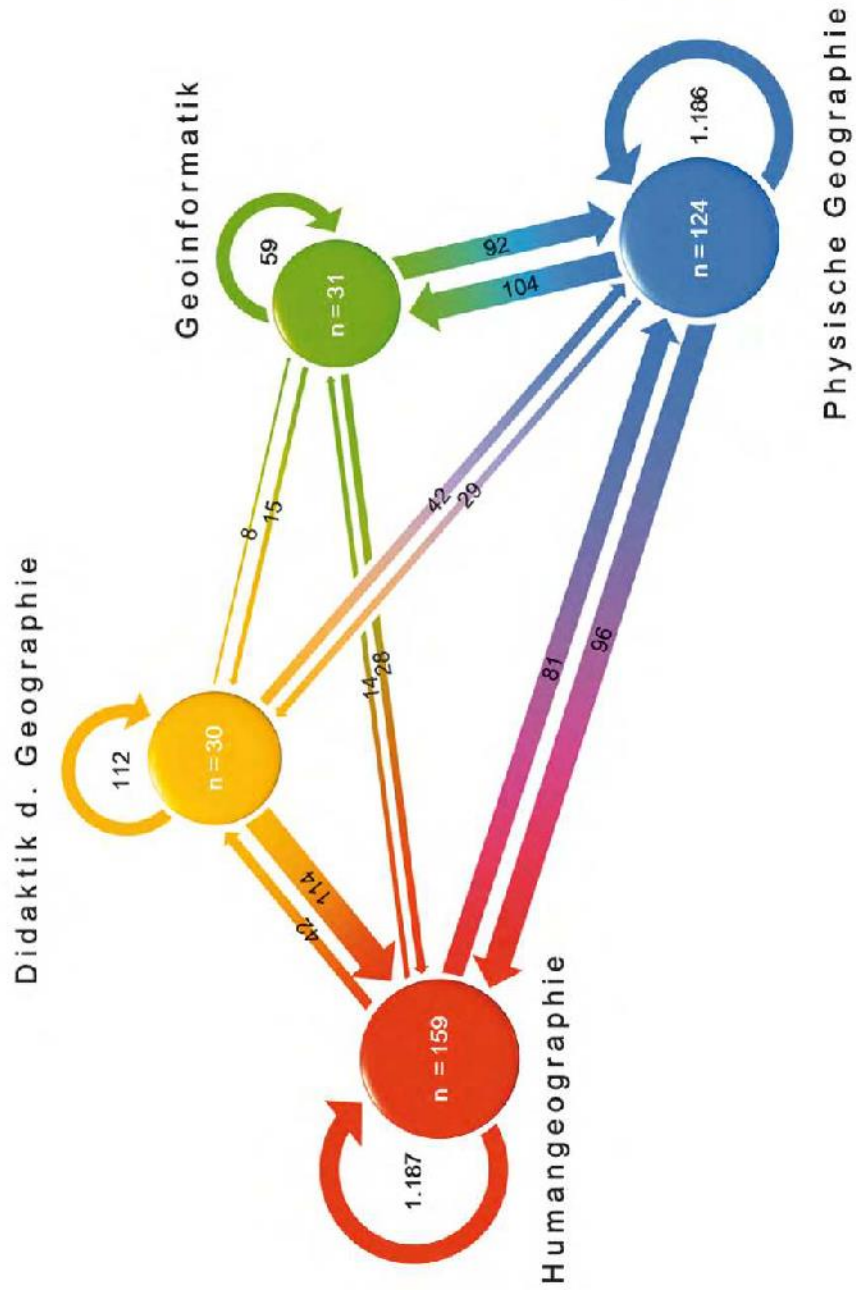 Didaktik d. Geographie
112
Geoinformatik
n = 30
8
59
15
42
114
n = 31
14
28
1.187
n = 159
42
29
92
104
81
Humangeographie
96
n = 124
1.186
Physische Geographie